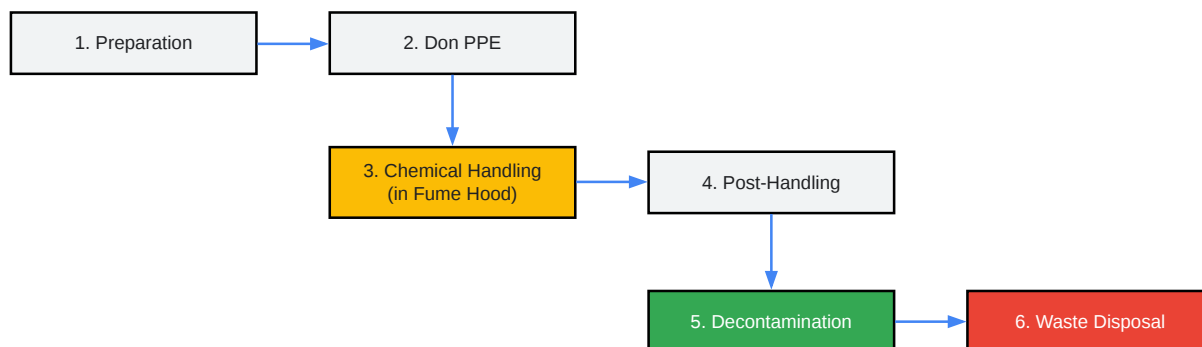 1. Preparation
2. Don PPE
3. Chemical Handling
(in Fume Hood)
4. Post-Handling
5. Decontamination
6. Waste Disposal